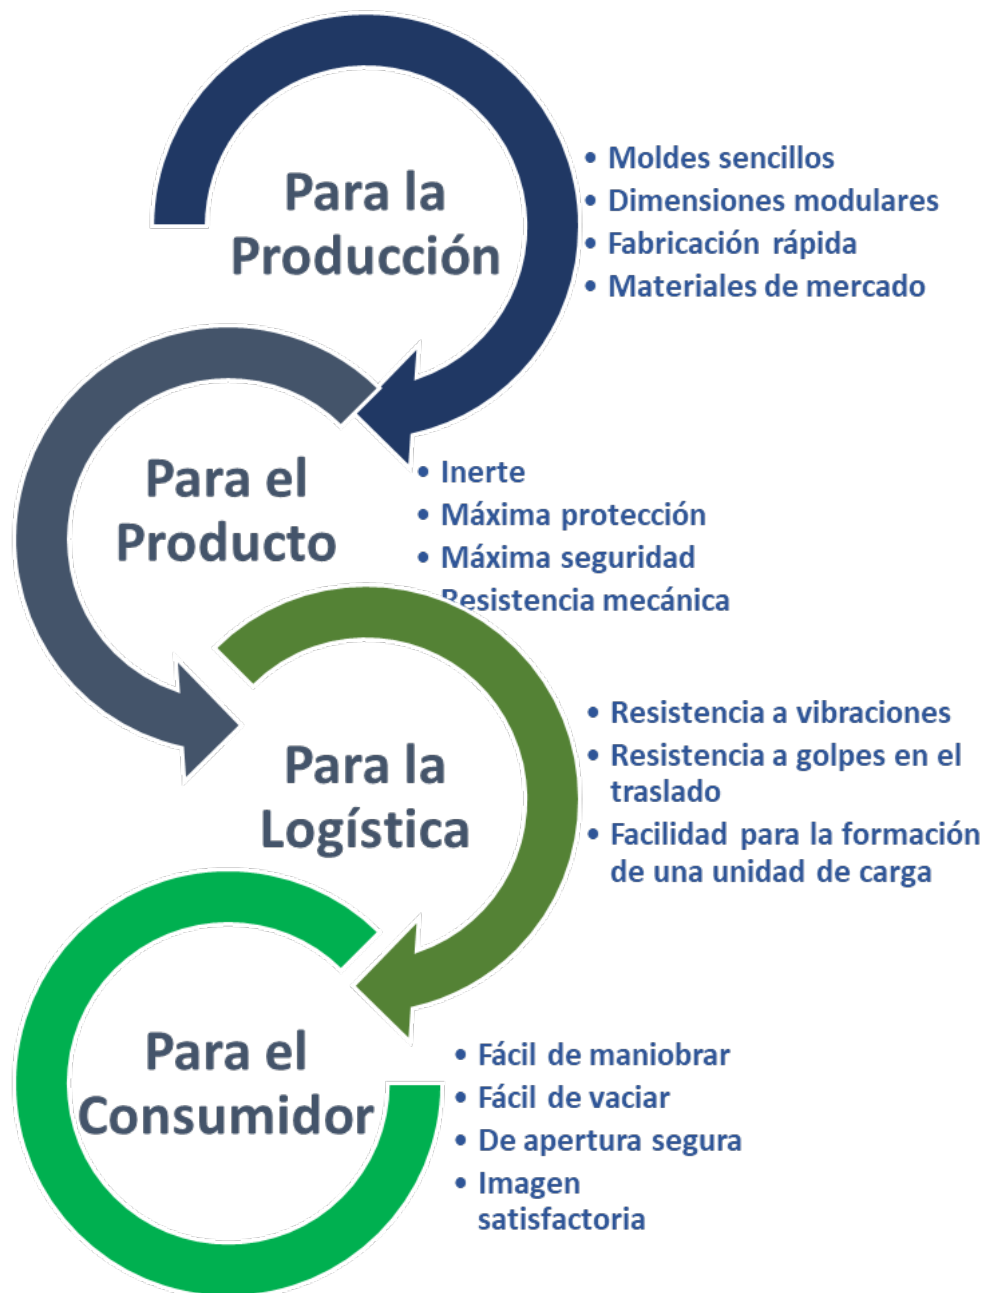 Para la
Producción
• Moldes sencillos
• Dimensiones modulares
• Fabricación rápida
• Materiales de mercado
Para el
Producto
• Inerte
• Máxima protección
• Máxima seguridad
Resistencia mecánica
Para la
Logística
• Resistencia a vibraciones
• Resistencia a golpes en el
traslado
• Facilidad para la formación
de una unidad de carga
Para el
Consumidor
• Fácil de maniobrar
• Fácil de vaciar
• De apertura segura
• Imagen
satisfactoria